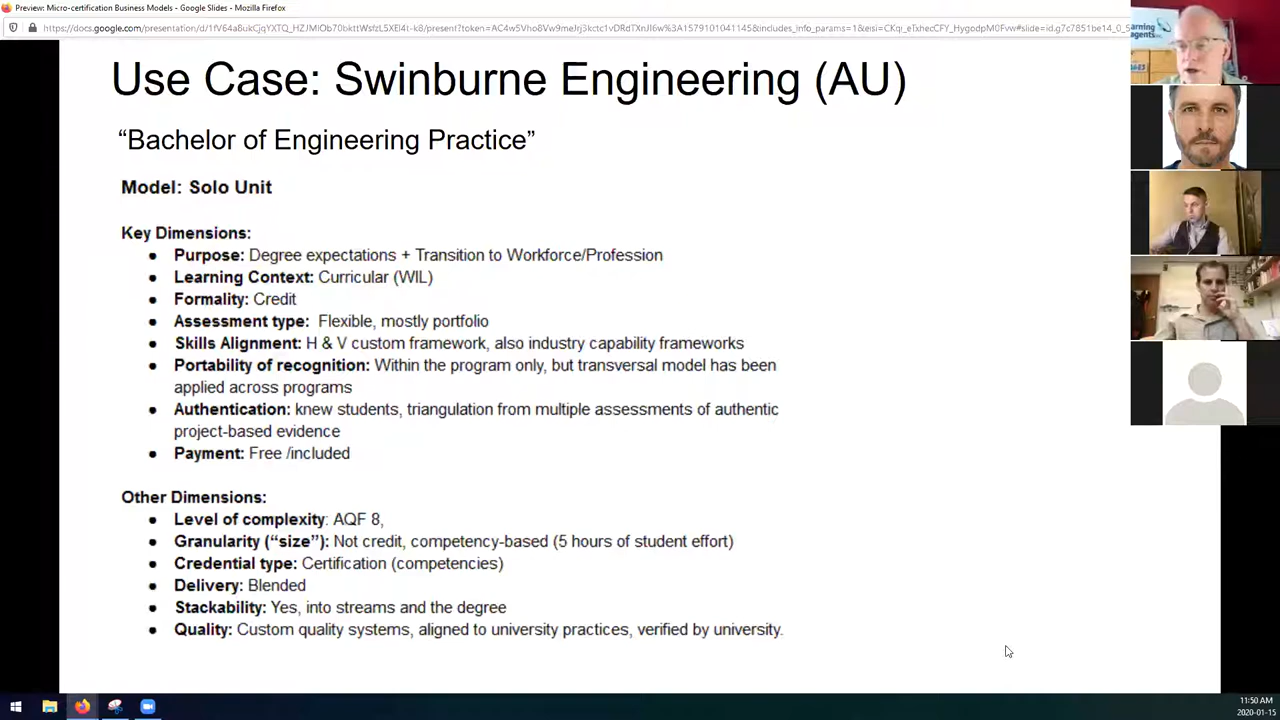 Preview: Micro-certification Business Models - Google Slides - Mozilla Firefox
Use Case: Swinburne Engineering (AU)
“Bachelor of Engineering Practice”
Model: Solo Unit
Key Dimensions:
● Purpose: Degree expectations + Transition to Workforce/Profession
● Learning Context: Curricular (WIL)
● Formality: Credit
● Assessment type: Flexible, mostly portfolio
● Skills Alignment: H & V custom framework, also industry capability frameworks
● Portability of recognition: Within the program only, but transversal model has been
applied across programs
● Authentication: knew students, triangulation from multiple assessments of authentic
project-based evidence
● Payment: Free /included
Other Dimensions:
● Level of complexity: AQF 8,
● Granularity (“size”): Not credit, competency-based (5 hours of student effort)
● Credential type: Certification (competencies)
● Delivery: Blended
● Stackability: Yes, into streams and the degree
● Quality: Custom quality systems, aligned to university practices, verified by university.
11:50 AM
2020-01-15